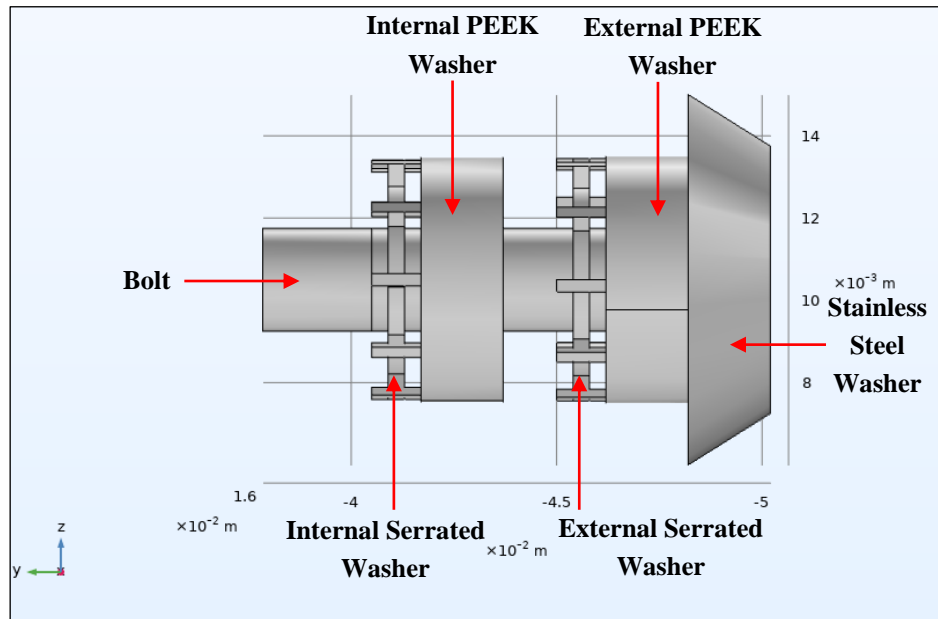 Internal PEEK
Washer
External PEEK
Washer
14
12
Bolt
×10⁻³ m
10
Stainless
Steel
Washer
8
1.6
-4
-4.5
-5
×10⁻² m
Internal Serrated
Washer
×10⁻² m
External Serrated
Washer
z
y